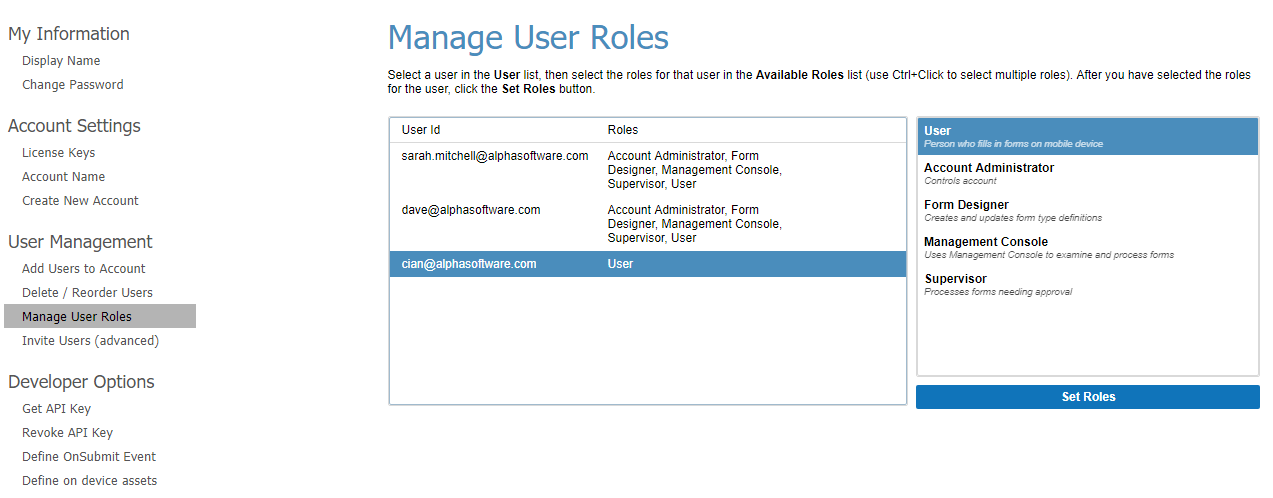 My Information
Display Name
Change Password
Account Settings
License Keys
Account Name
Create New Account
User Management
Add Users to Account
Delete / Reorder Users
Manage User Roles
Invite Users (advanced)
Developer Options
Get API Key
Revoke API Key
Define OnSubmit Event
Define on device assets
Manage User Roles
Select a user in the User list, then select the roles for that user in the Available Roles list (use Ctrl+Click to select multiple roles). After you have selected the roles
for the user, click the Set Roles button.
User Id Roles
sarah.mitchell@alphasoftware.com Account Administrator, Form
Designer, Management Console,
Supervisor, User
dave@alphasoftware.com Account Administrator, Form
Designer, Management Console,
Supervisor, User
cian@alphasoftware.com User
User
Person who fills in forms on mobile device
Account Administrator
Controls account
Form Designer
Creates and updates form type definitions
Management Console
Uses Management Console to examine and process forms
Supervisor
Processes forms needing approval
Set Roles